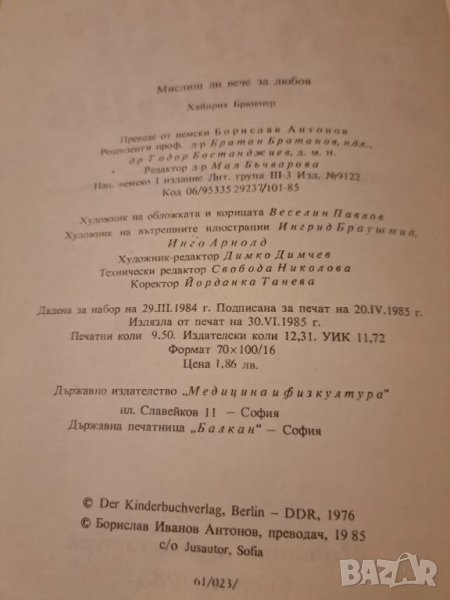 Мислиш ли вече за любов
Хайнрих Брюкнер
Преведе от немски Борислав Антонов
Рецензенти проф. д-р Братан Братанов, н.д.к.,
д-р Тодор Бостанджиев, д. м. н.
Редактор д-р Мая Бъчварова
Нац. немско I издание Лит. група III-3 Изд. №9122
Код 06/95335 29237/101-85
Художник на обложката и корицата Веселин Павлов
Художник на вътрешните илюстрации Ингрид Браушмид,
Инго Арнолд
Художник-редактор Димко Димчев
Технически редактор Свобода Николова
Коректор Йорданка Танева
Дадена за набор на 29.III.1984 г. Подписана за печат на 20.IV.1985 г.
Излязла от печат на 30.VI.1985 г.
Печатни коли 9.50. Издателски коли 12,31. УИК 11,72
Формат 70×100/16
Цена 1,86 лв.
Държавно издателство „Медицина и физкултура"
пл. Славейков 11 — София
Държавна печатница „Балкан" — София
© Der Kinderbuchverlag, Berlin — DDR, 1976
© Борислав Иванов Антонов, преводач, 1985
c/o Jusautor, Sofia
61/023/
BAZAR